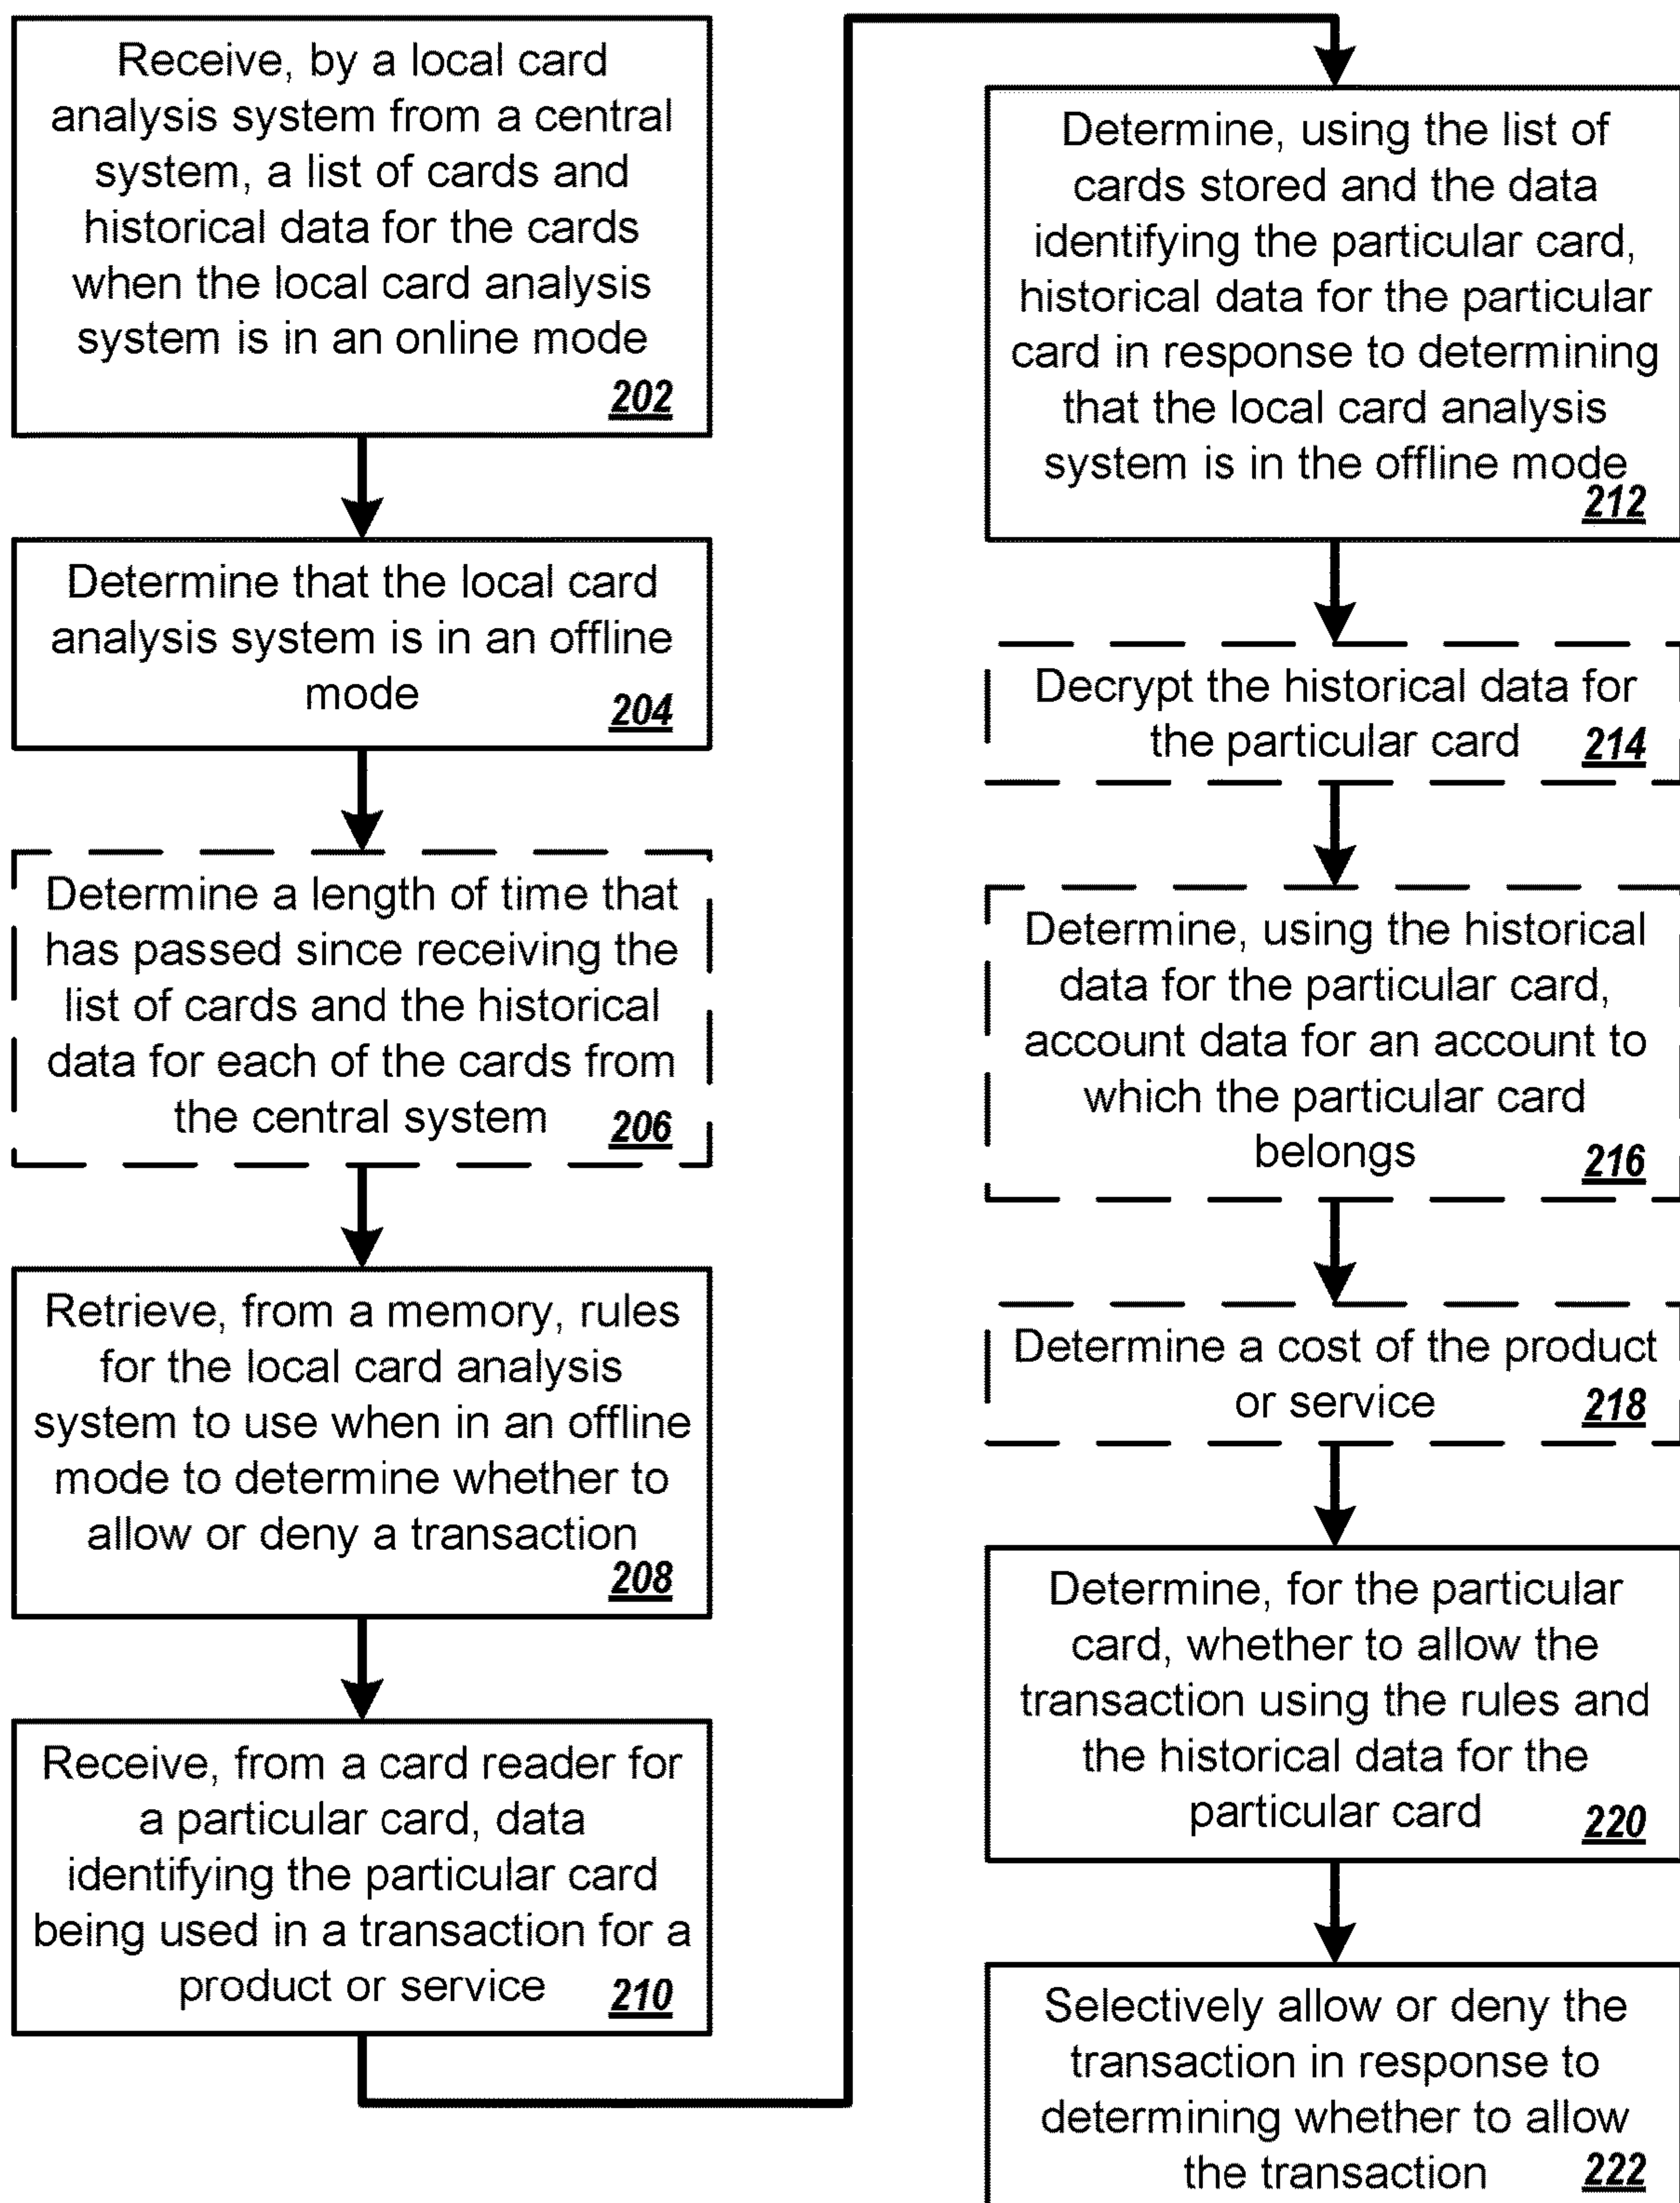 Receive, by a local card
analysis system from a central
system, a list of cards and
historical data for the cards
when the local card analysis
system is in an online mode
202
Determine that the local card
analysis system is in an offline
mode
204
Determine a length of time that
has passed since receiving the
list of cards and the historical
data for each of the cards from
the central system
206
Retrieve, from a memory, rules
for the local card analysis
system to use when in an offline
mode to determine whether to
allow or deny a transaction
208
Receive, from a card reader for
a particular card, data
identifying the particular card
being used in a transaction for a
product or service
210
Determine, using the list of
cards stored and the data
identifying the particular card,
historical data for the particular
card in response to determining
that the local card analysis
system is in the offline mode
212
Decrypt the historical data for
the particular card
214
Determine, using the historical
data for the particular card,
account data for an account to
which the particular card
belongs
216
Determine a cost of the product
or service
218
Determine, for the particular
card, whether to allow the
transaction using the rules and
the historical data for the
particular card
220
Selectively allow or deny the
transaction in response to
determining whether to allow
the transaction
222